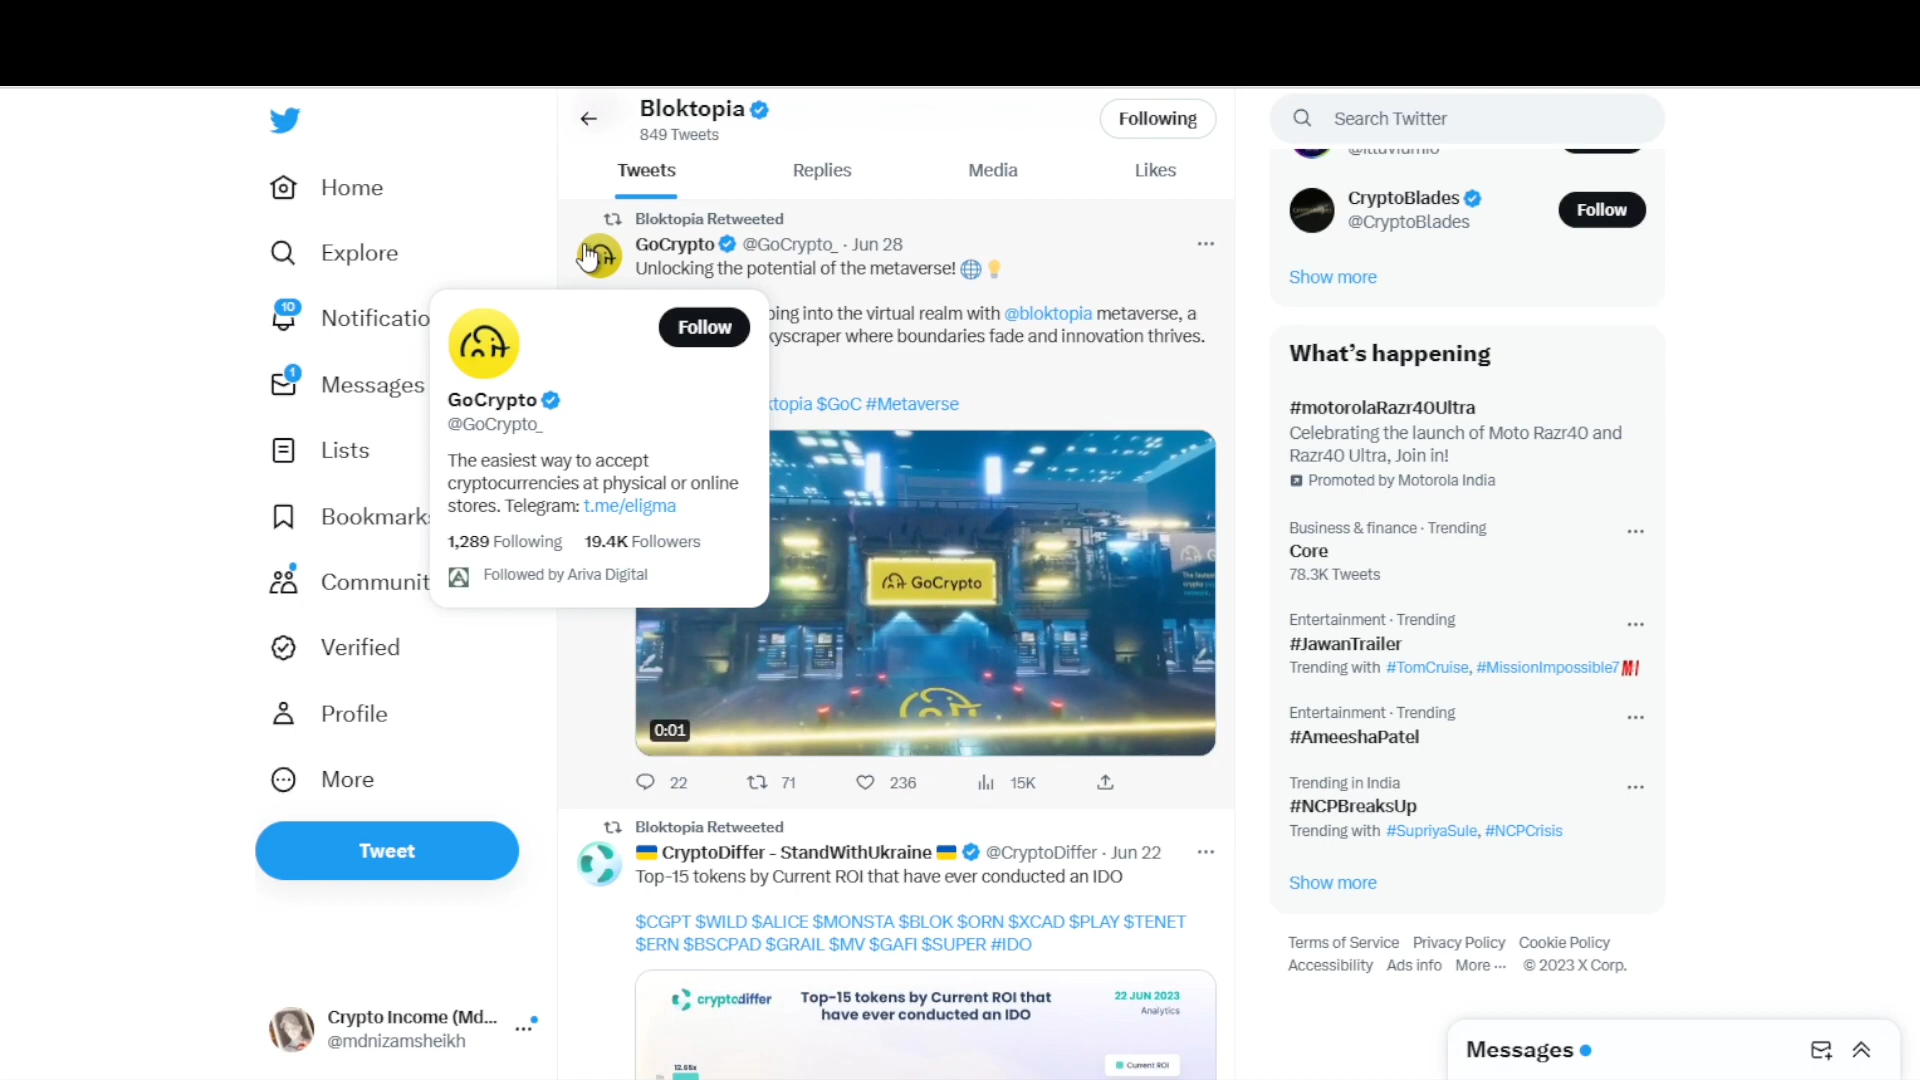 Home
Explore
10
Notificatio
1
Messages
Lists
Bookmarks
Communit
Verified
Profile
More
Tweet
Crypto Income (Md...
@mdnizamsheikh
Bloktopia
849 Tweets
Following
Tweets Replies Media Likes
Bloktopia Retweeted
GoCrypto @GoCrypto_ · Jun 28
Unlocking the potential of the metaverse!
ping into the virtual realm with @bloktopia metaverse, a
kyscraper where boundaries fade and innovation thrives.
ktopia $GoC #Metaverse
Follow
GoCrypto
@GoCrypto_
The easiest way to accept
cryptocurrencies at physical or online
stores. Telegram: t.me/eligma
1,289 Following 19.4K Followers
Followed by Ariva Digital
GoCrypto
0:01
22 71 236 15K
Bloktopia Retweeted
CryptoDiffer - StandWithUkraine @CryptoDiffer · Jun 22
Top-15 tokens by Current ROI that have ever conducted an IDO
$CGPT $WILD $ALICE $MONSTA $BLOK $ORN $XCAD $PLAY $TENET
$ERN $BSCPAD $GRAIL $MV $GAFI $SUPER #IDO
cryptodiffer
Top-15 tokens by Current ROI that
have ever conducted an IDO
22 JUN 2023
Analytics
Current ROI
12.65x
Search Twitter
CryptoBlades
@CryptoBlades
Follow
Show more
What's happening
#motorolaRazr40Ultra
Celebrating the launch of Moto Razr40 and
Razr40 Ultra, Join in!
Promoted by Motorola India
Business & finance · Trending
Core
78.3K Tweets
Entertainment · Trending
#JawanTrailer
Trending with #TomCruise, #MissionImpossible7
Entertainment · Trending
#AmeeshaPatel
Trending in India
#NCPBreaksUp
Trending with #SupriyaSule, #NCPCrisis
Show more
Terms of Service Privacy Policy Cookie Policy
Accessibility Ads info More ··· © 2023 X Corp.
Messages